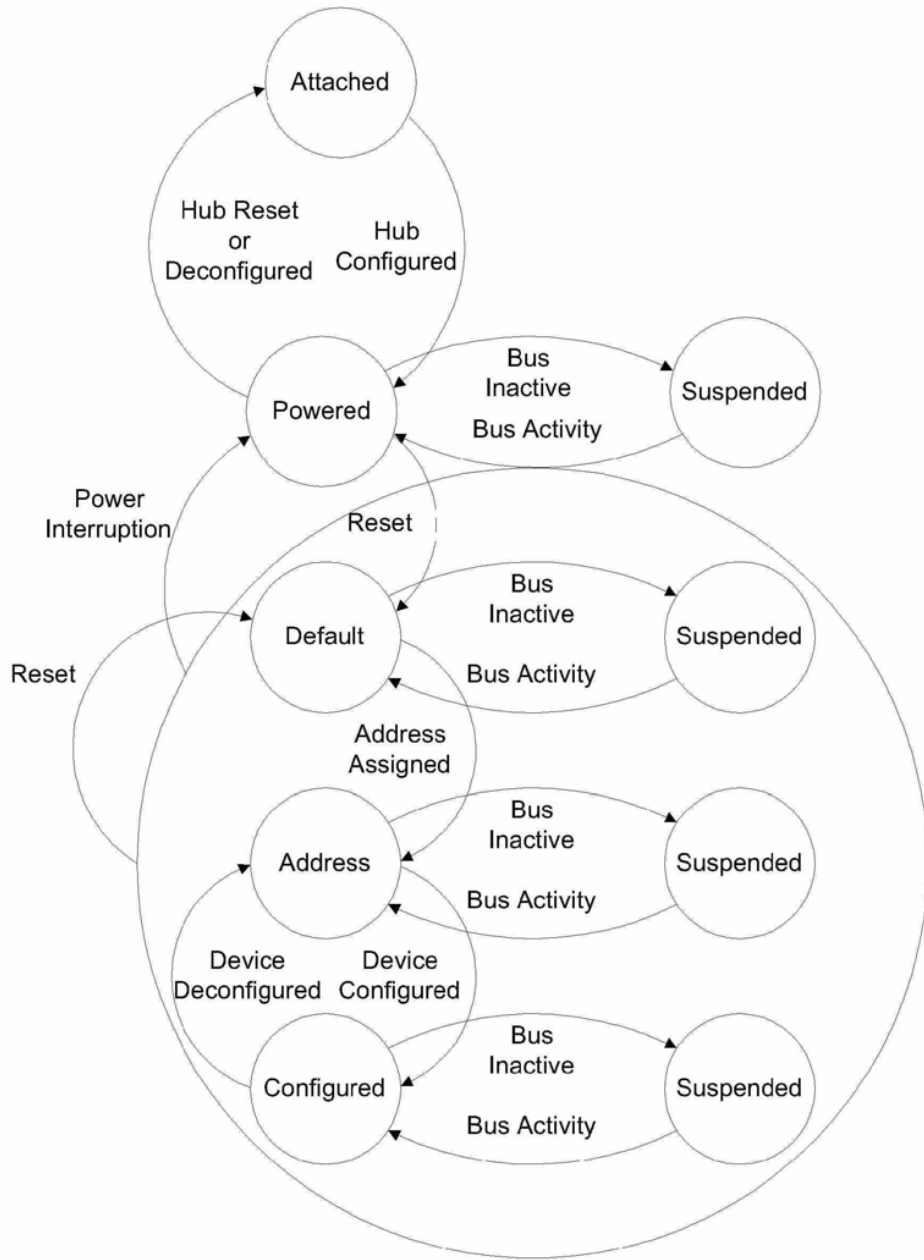 Attached
Hub Reset
or
Deconfigured
Hub
Configured
Powered
Bus
Inactive
Bus Activity
Suspended
Power
Interruption
Reset
Default
Bus
Inactive
Bus Activity
Suspended
Reset
Address
Assigned
Address
Bus
Inactive
Bus Activity
Suspended
Device
Deconfigured
Device
Configured
Configured
Bus
Inactive
Bus Activity
Suspended